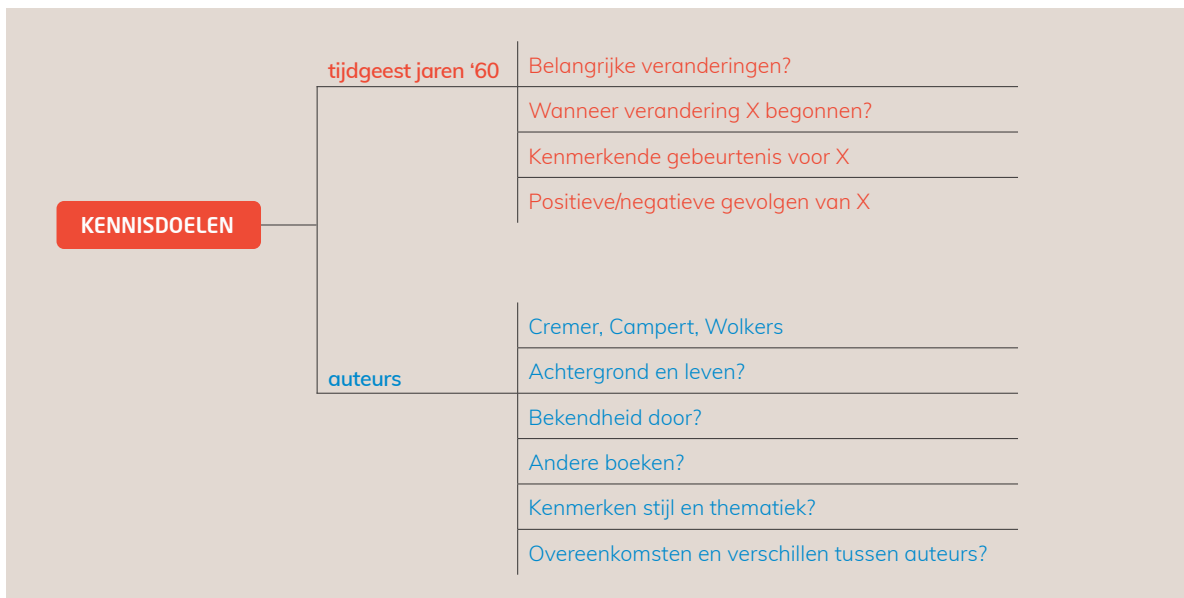 tijdgeest jaren ‘60
Belangrijke veranderingen?
Wanneer verandering X begonnen?
Kenmerkende gebeurtenis voor X
Positieve/negatieve gevolgen van X
KENNISDOELEN
auteurs
Cremer, Campert, Wolkers
Achtergrond en leven?
Bekendheid door?
Andere boeken?
Kenmerken stijl en thematiek?
Overeenkomsten en verschillen tussen auteurs?